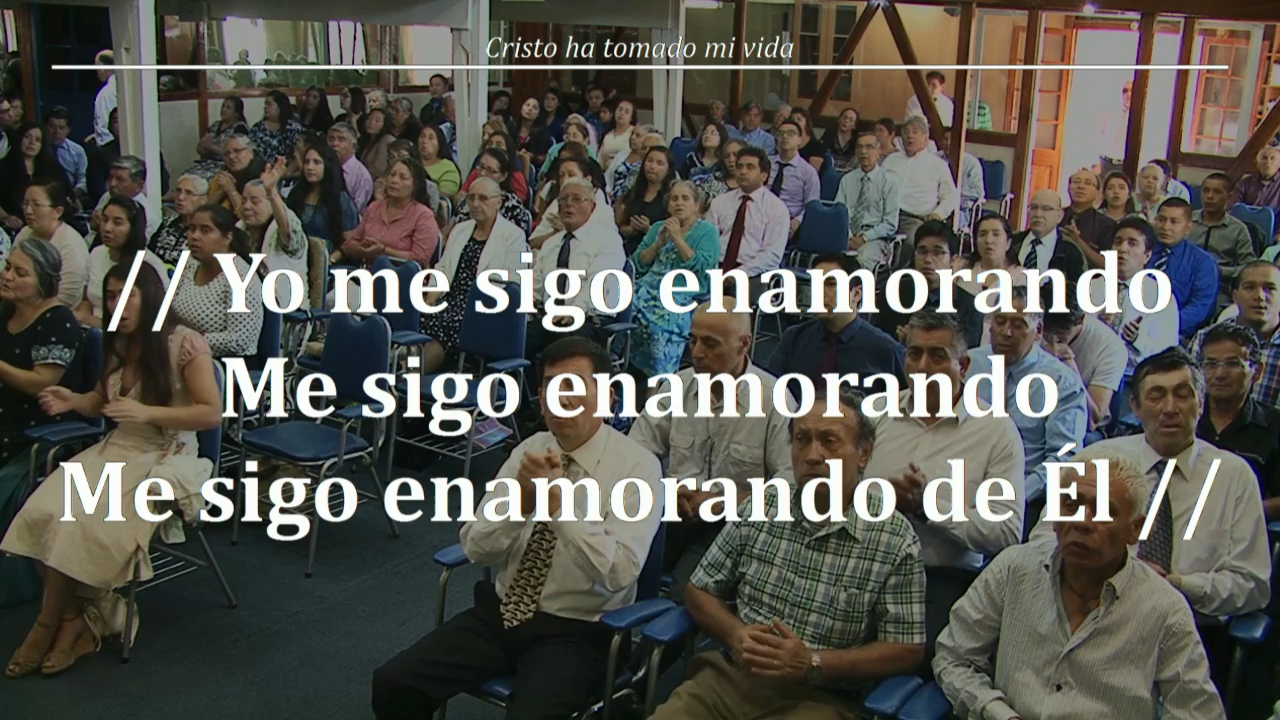 Cristo ha tomado mi vida
// Yo me sigo enamorando
Me sigo enamorando
Me sigo enamorando de Él //